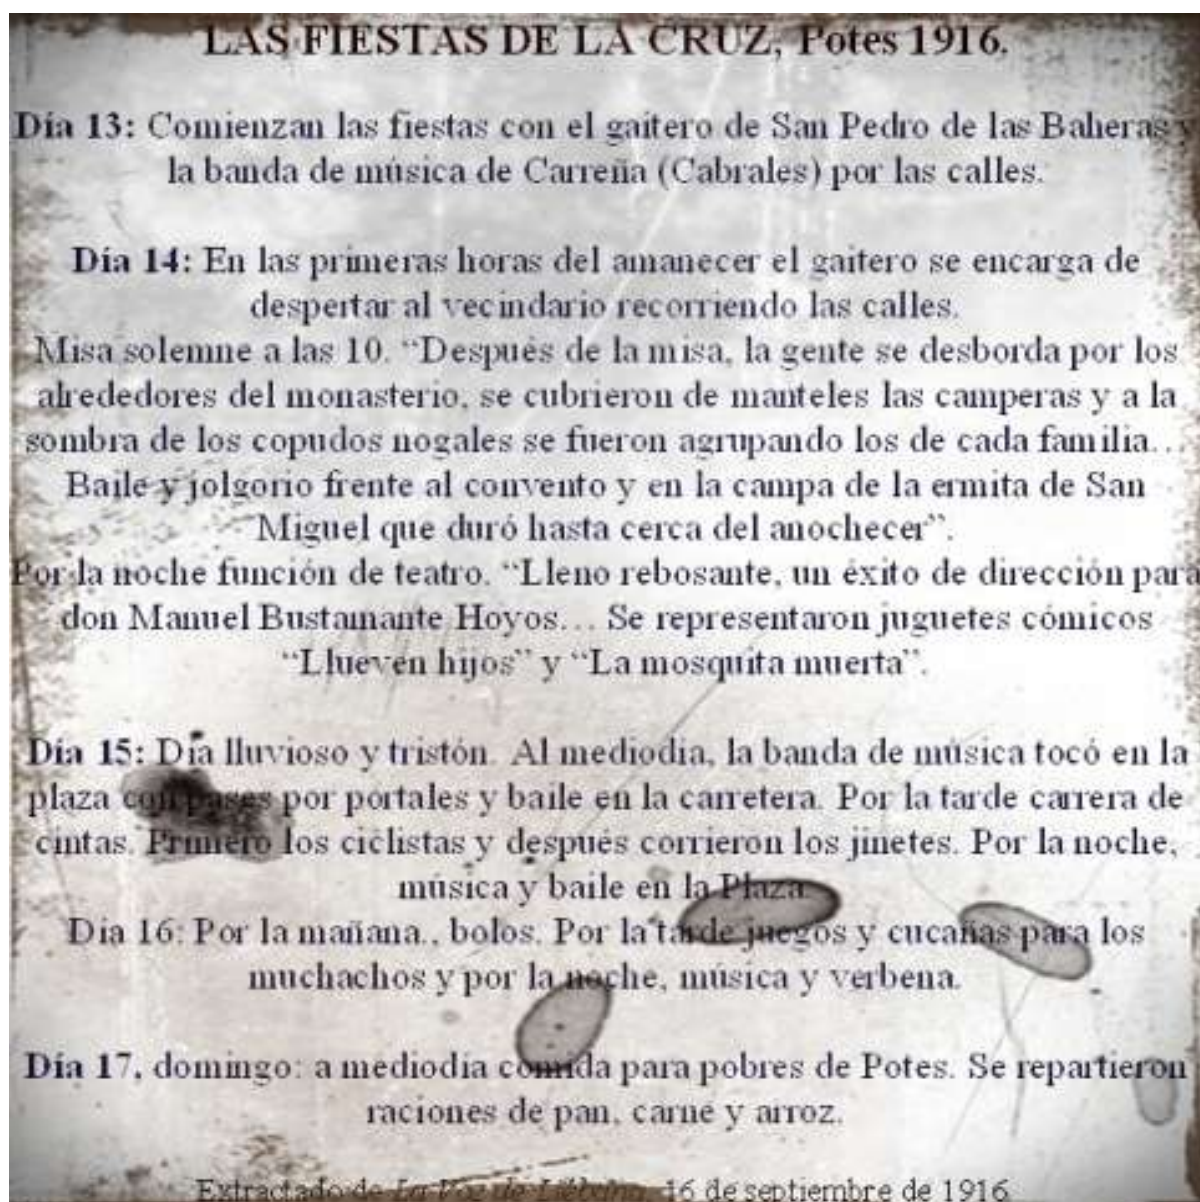 LAS FIESTAS DE LA CRUZ, Potes 1916.
Día 13: Comienzan las fiestas con el gaitero de San Pedro de las Baheras y
la banda de música de Carreña (Cabrales) por las calles.
Día 14: En las primeras horas del amanecer el gaitero se encarga de
despertar al vecindario recorriendo las calles.
Misa solemne a las 10. “Después de la misa, la gente se desborda por los
alrededores del monasterio, se cubrieron de manteles las camperas y a la
sombra de los copudos nogales se fueron agrupando los de cada familia...
Baile y jolgorio frente al convento y en la campa de la ermita de San
Miguel que duró hasta cerca del anochecer”.
Por la noche función de teatro. “Lleno rebosante, un éxito de dirección para
don Manuel Bustamante Hoyos... Se representaron juguetes cómicos
“Llueven hijos” y “La mosquita muerta”.
Día 15: Día lluvioso y tristón. Al mediodía, la banda de música tocó en la
plaza con pases por portales y baile en la carretera. Por la tarde carrera de
cintas. Primero los ciclistas y después corrieron los jinetes. Por la noche,
música y baile en la Plaza.
Día 16: Por la mañana., bolos. Por la tarde juegos y cucañas para los
muchachos y por la noche, música y verbena.
Día 17, domingo: a mediodía comida para pobres de Potes. Se repartieron
raciones de pan, carne y arroz.
Extractado de La Voz de Liébana, 16 de septiembre de 1916.